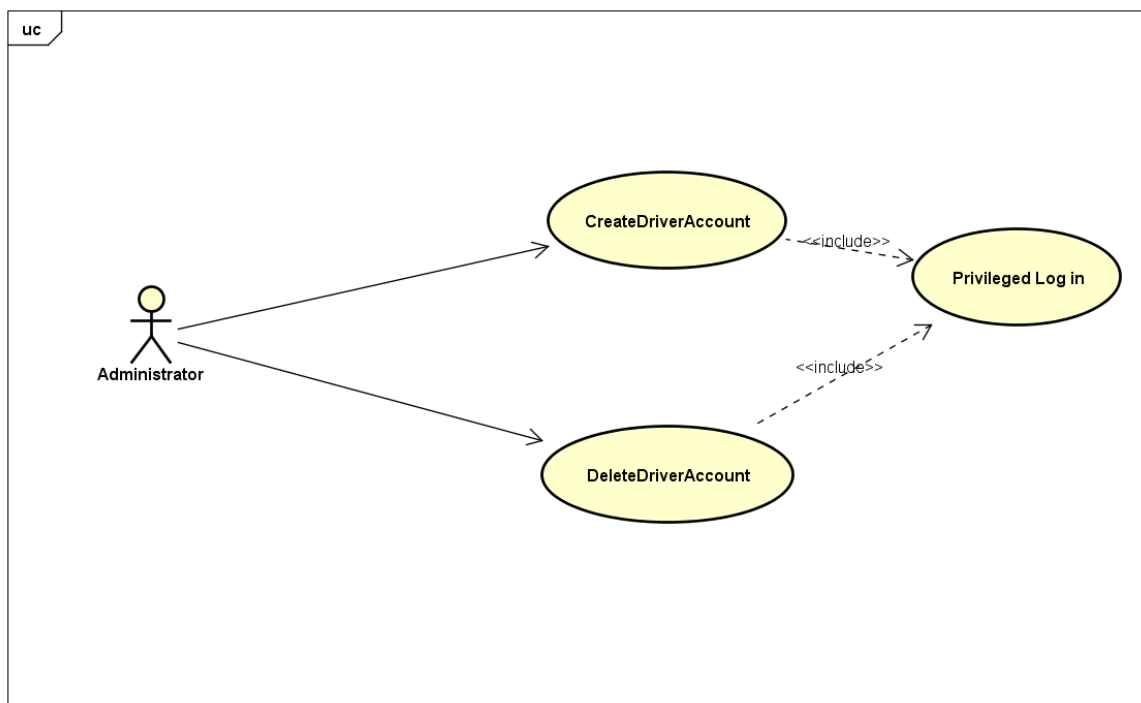 uc
CreateDriverAccount
<<include>>
Privileged Log in
Administrator
<<include>>
DeleteDriverAccount